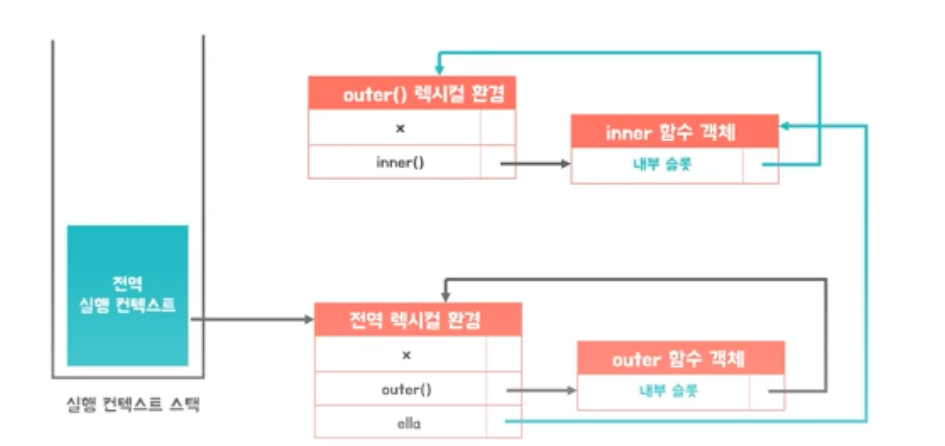 outer() 렉시컬 환경
x
inner()
inner 함수 객체
내부 슬롯
전역
실행 컨텍스트
실행 컨텍스트 스택
전역 렉시컬 환경
x
outer()
ella
outer 함수 객체
내부 슬롯